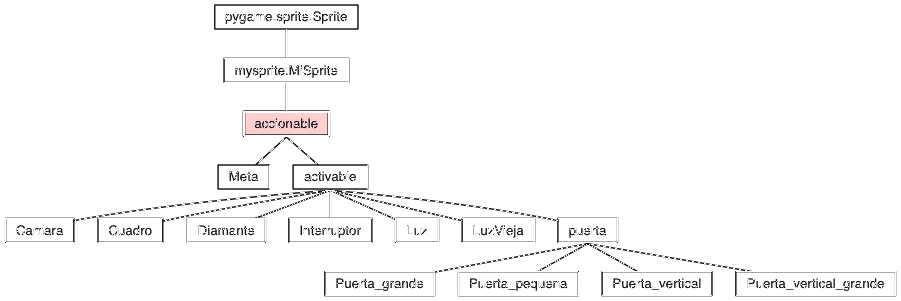 pygame.sprite.Sprite
mysprite.MiSprite
accionable
Meta activable
Camara Cuadro Diamante Interruptor Luz LuzVieja puerta
Puerta_grande Puerta_pequena Puerta_vertical Puerta_vertical_grande